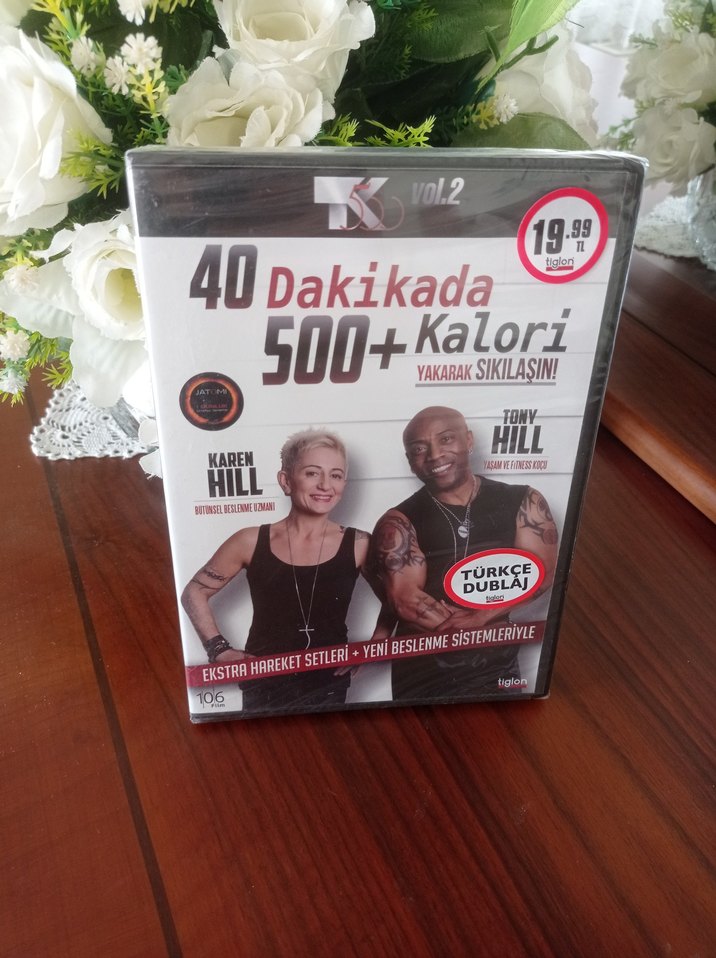 TK
50
vol.2
19.99
TL
tiglon
40 Dakikada
500+ Kalori
YAKARAK SIKILAŞIN!
JATOMI
KAREN
HILL
BÜTÜNSEL BESLENME UZMANI
TONY
HILL
YAŞAM VE FITNESS KOÇU
TÜRKÇE
DUBLAJ
tiglon
EKSTRA HAREKET SETLERİ + YENİ BESLENME SİSTEMLERİYLE
106
Film
tiglon